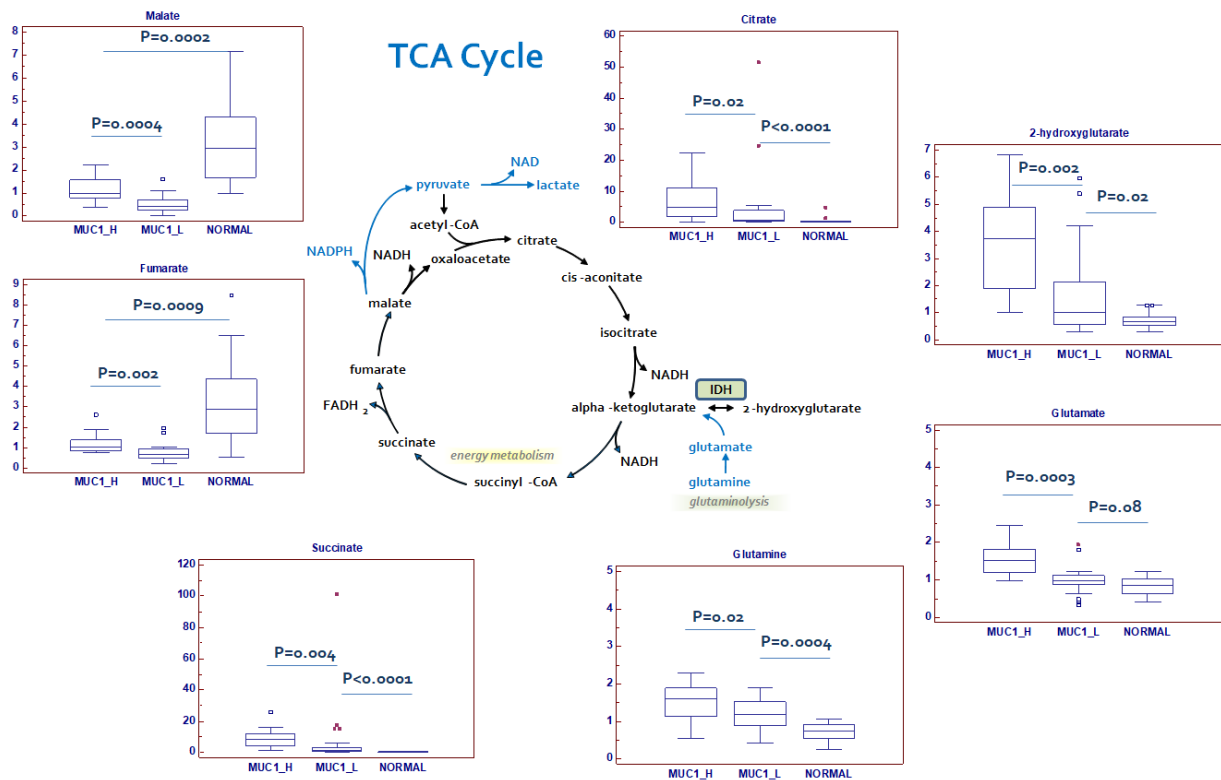 TCA Cycle
Malate
8
7
6
5
4
3
2
1
0
P=0.0002
P=0.0004
MUC1_H MUC1_L NORMAL
Citrate
60
50
40
30
20
10
0
P=0.02
P<0.0001
MUC1_H MUC1_L NORMAL
2-hydroxyglutarate
7
6
5
4
3
2
1
0
P=0.002
P=0.02
MUC1_H MUC1_L NORMAL
Fumarate
9
8
7
6
5
4
3
2
1
0
P=0.0009
P=0.002
MUC1_H MUC1_L NORMAL
NAD
pyruvate
lactate
acetyl-CoA
citrate
NADPH
NADH
oxaloacetate
cis-aconitate
malate
isocitrate
fumarate
NADH
IDH
FADH 2
alpha-ketoglutarate
2-hydroxyglutarate
succinate
energy metabolism
NADH
glutamate
succinyl-CoA
glutamine
glutaminolysis
Glutamate
5
4
3
2
1
0
P=0.0003
P=0.08
MUC1_H MUC1_L NORMAL
Succinate
120
100
80
60
40
20
0
P=0.004
P<0.0001
MUC1_H MUC1_L NORMAL
Glutamine
5
4
3
2
1
0
P=0.02
P=0.0004
MUC1_H MUC1_L NORMAL